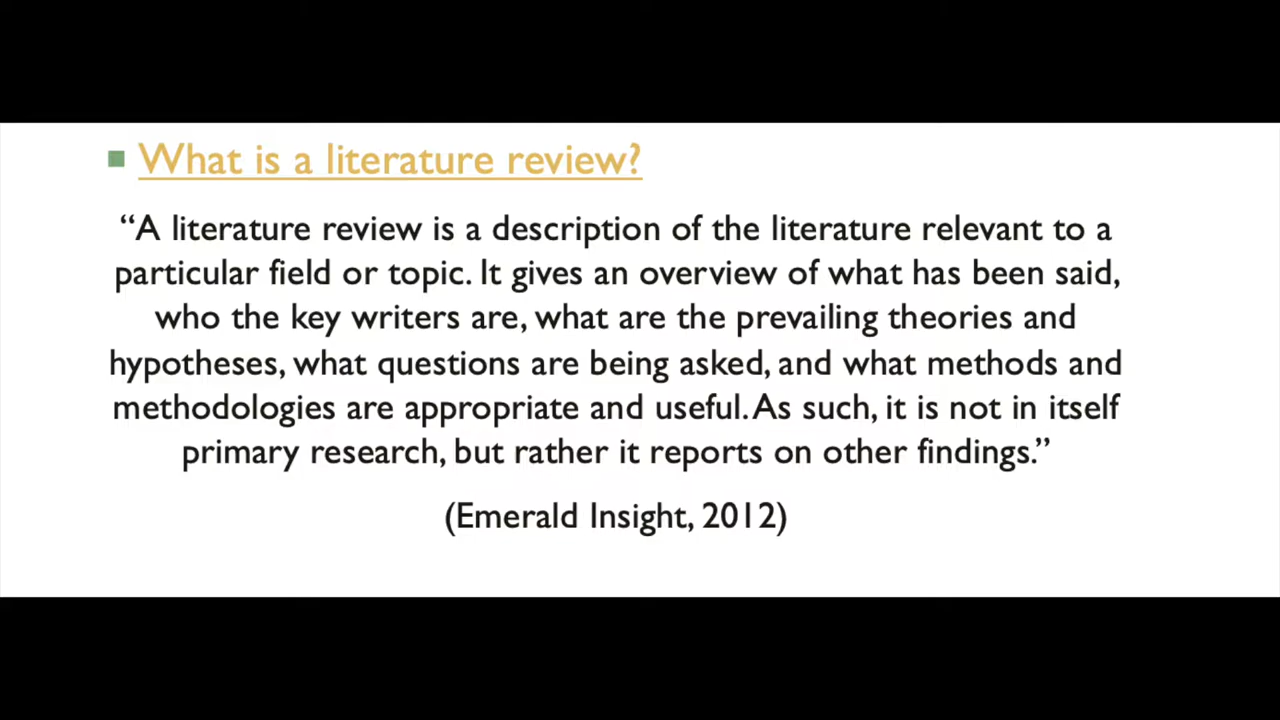 What is a literature review?
“A literature review is a description of the literature relevant to a
particular field or topic. It gives an overview of what has been said,
who the key writers are, what are the prevailing theories and
hypotheses, what questions are being asked, and what methods and
methodologies are appropriate and useful. As such, it is not in itself
primary research, but rather it reports on other findings.”
(Emerald Insight, 2012)